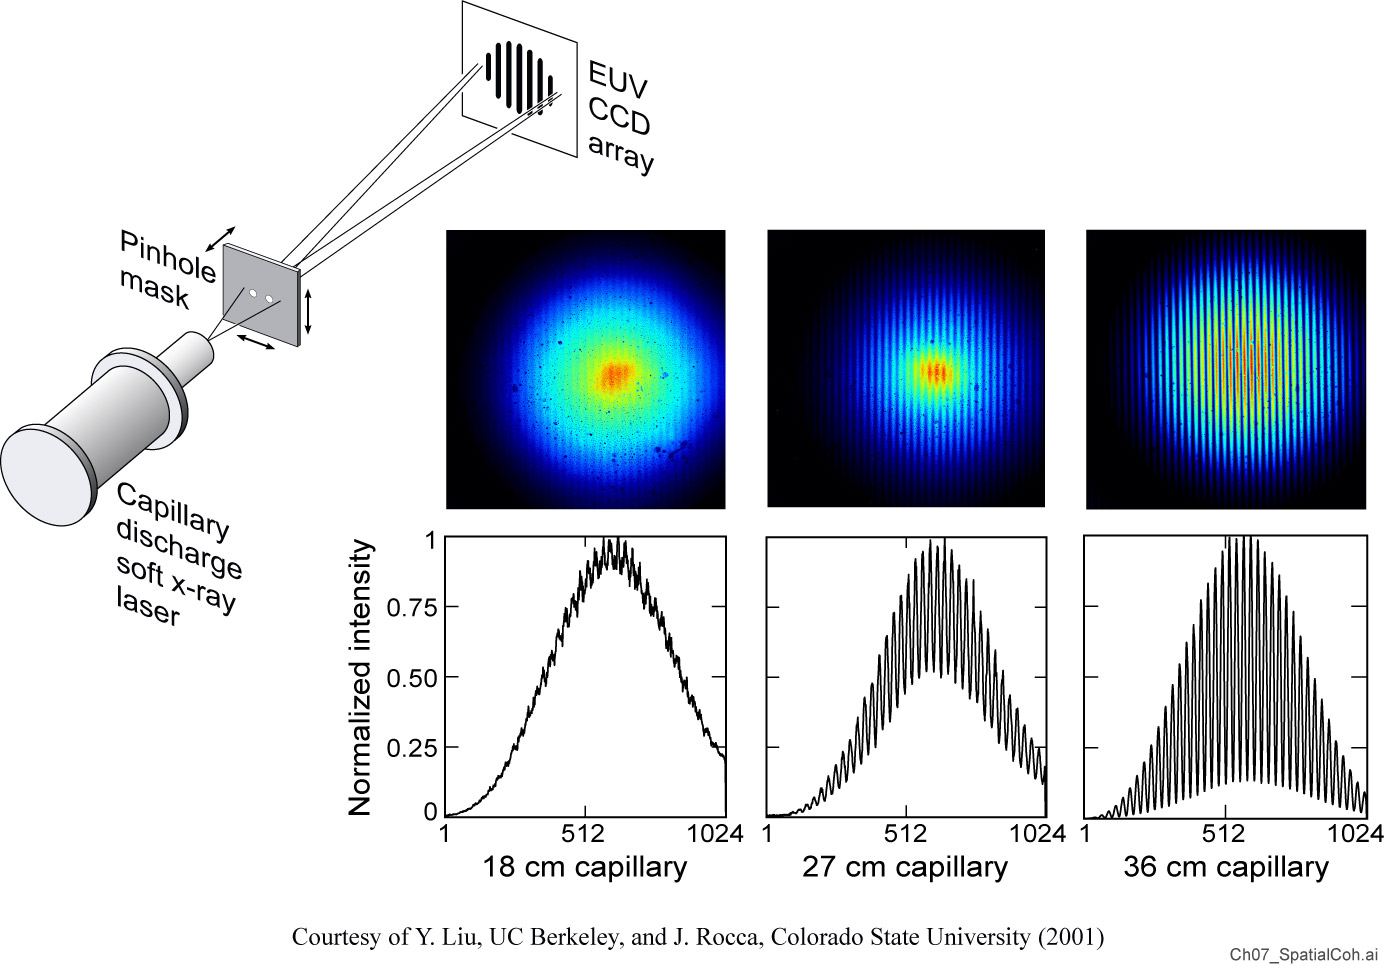 EUV
CCD
array
Pinhole
mask
Capillary
discharge
soft x-ray
laser
Normalized intensity
1
0.75
0.50
0.25
0
1 512 1024
18 cm capillary
1 512 1024
27 cm capillary
1 512 1024
36 cm capillary
Courtesy of Y. Liu, UC Berkeley, and J. Rocca, Colorado State University (2001)
Ch07_SpatialCoh.ai